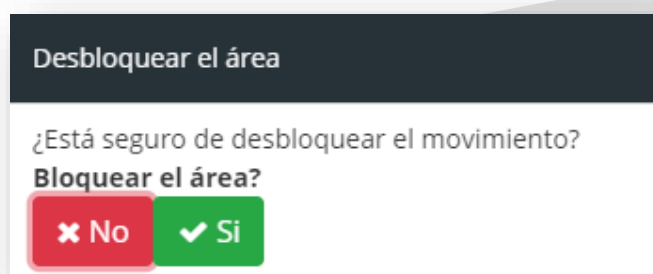 Desbloquear el área
¿Está seguro de desbloquear el movimiento?
Bloquear el área?
✖ No ✔ Si